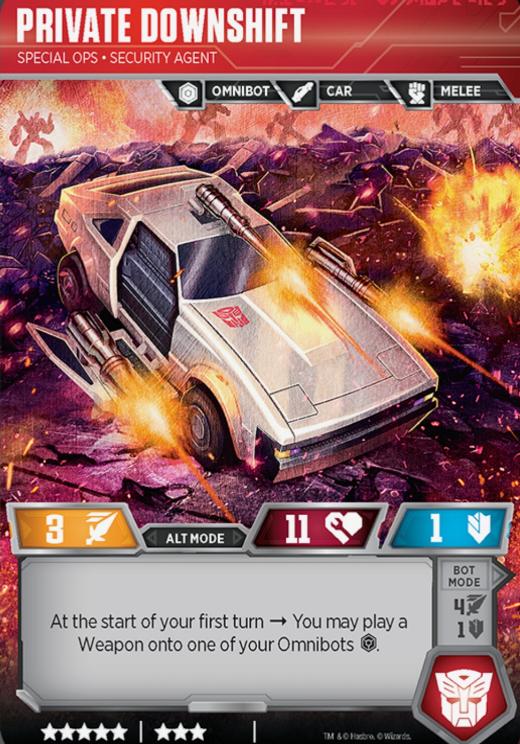 PRIVATE DOWNSHIFT
SPECIAL OPS • SECURITY AGENT
OMNIBOT CAR MELEE
3 ALT MODE 11 1
BOT MODE
4
1
At the start of your first turn → You may play a
Weapon onto one of your Omnibots.
TM & © Hasbro. © Wizards.